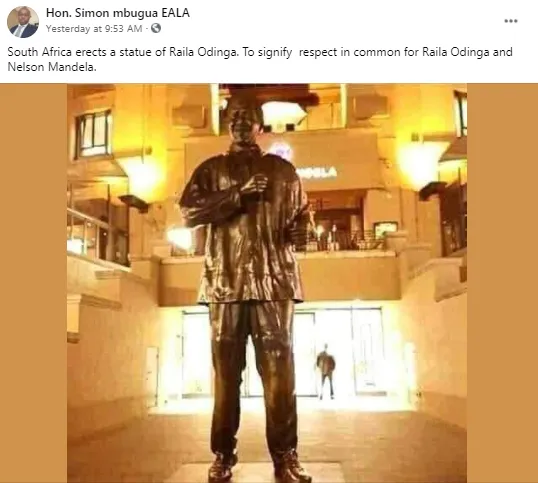 Hon. Simon mbugua EALA
Yesterday at 9:53 AM ·
South Africa erects a statue of Raila Odinga. To signify respect in common for Raila Odinga and
Nelson Mandela.